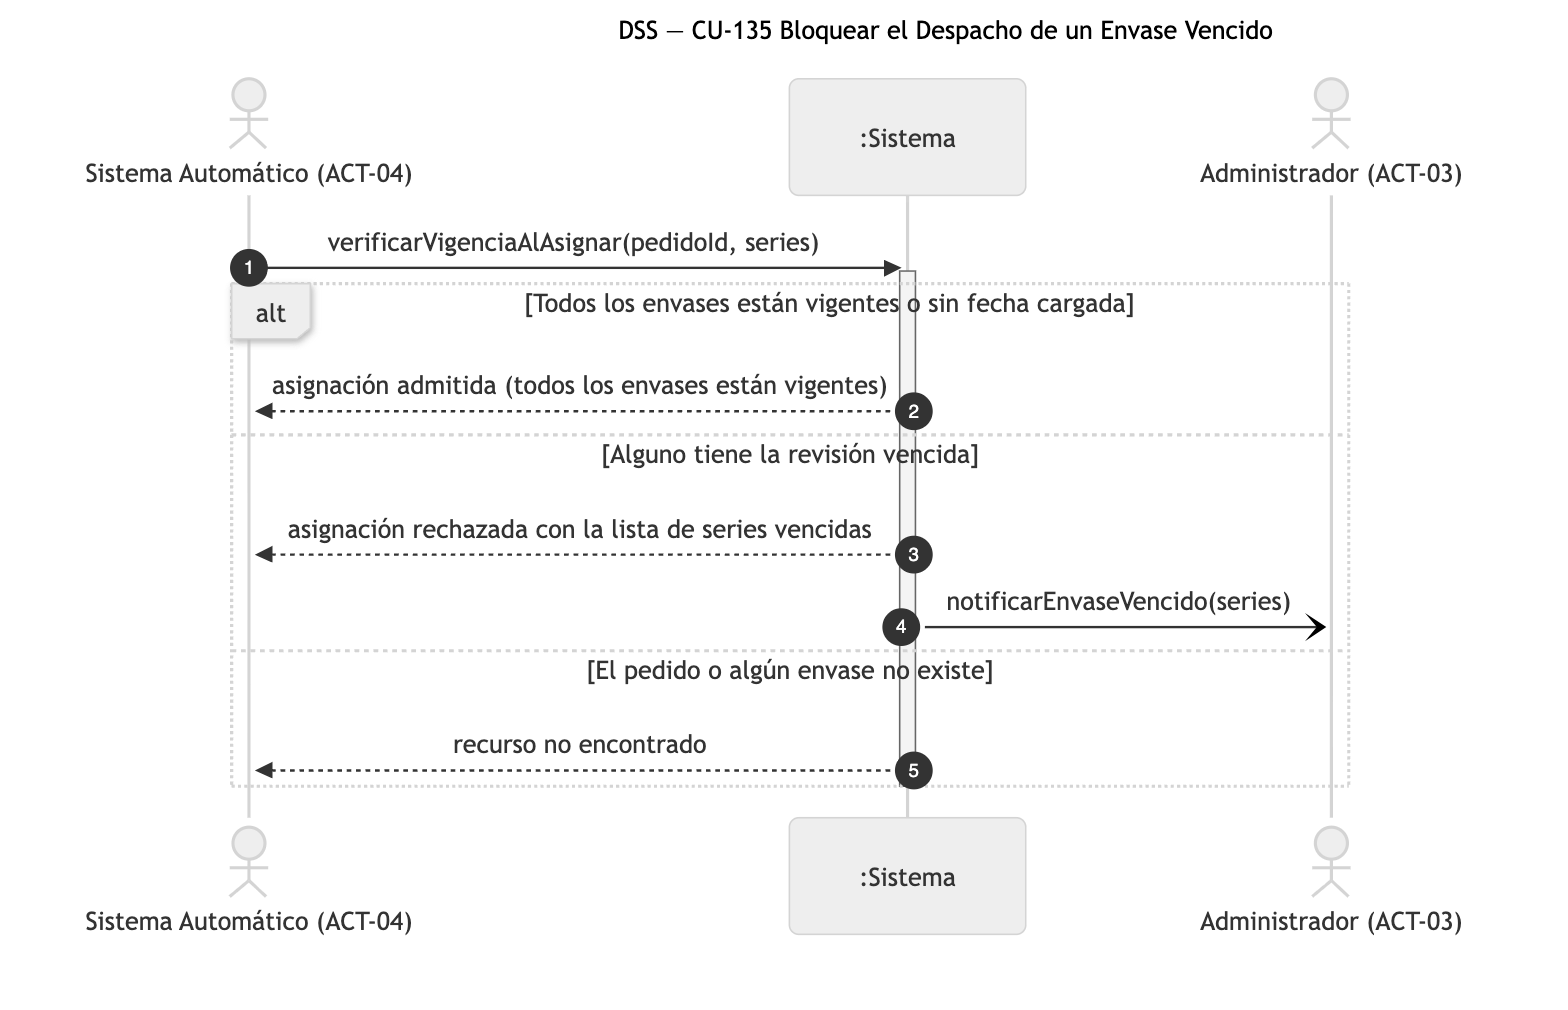 DSS — CU-135 Bloquear el Despacho de un Envase Vencido
:Sistema
Sistema Automático (ACT-04)
Administrador (ACT-03)
verificarVigenciaAlAsignar(pedidoId, series)
1
alt
[Todos los envases están vigentes o sin fecha cargada]
asignación admitida (todos los envases están vigentes)
2
[Alguno tiene la revisión vencida]
asignación rechazada con la lista de series vencidas
3
notificarEnvaseVencido(series)
4
[El pedido o algún envase no existe]
recurso no encontrado
5
:Sistema
Sistema Automático (ACT-04)
Administrador (ACT-03)